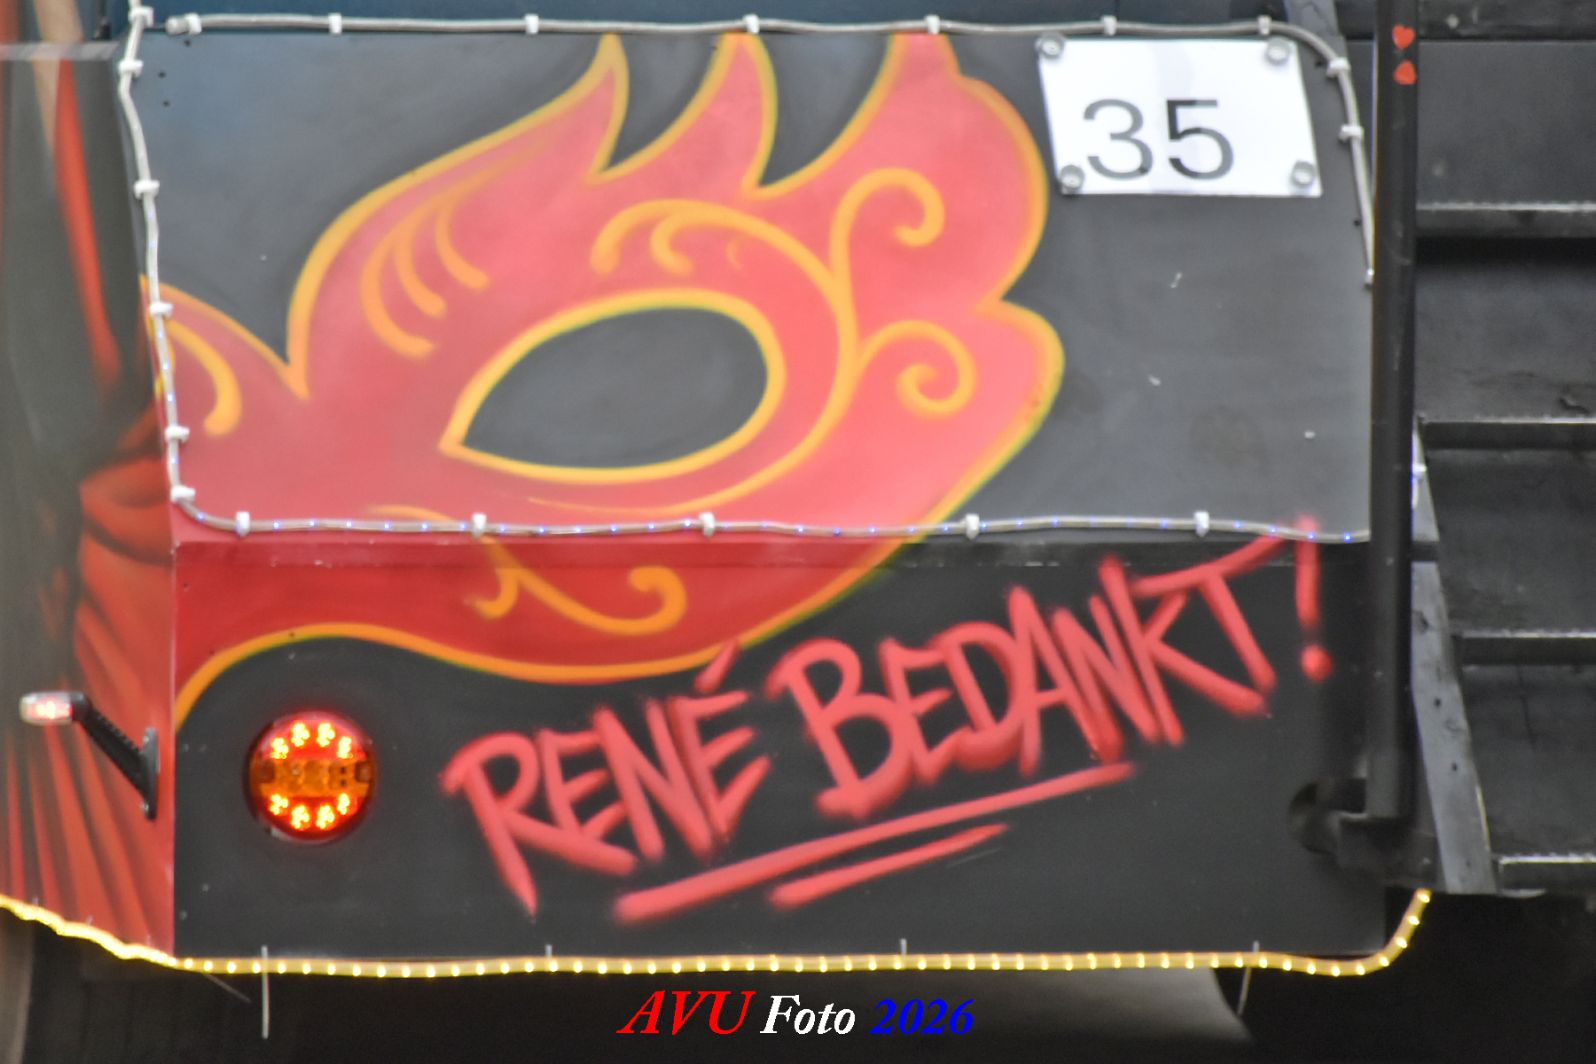 35
RENÉ BEDANKT!
AVU Foto 2026